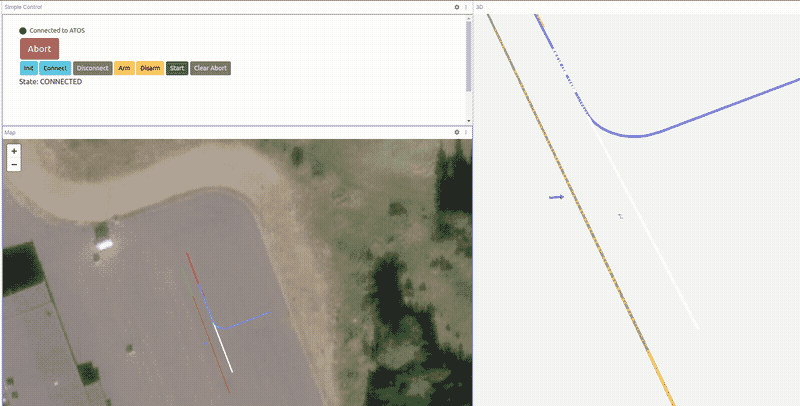 Simple Control
Connected to ATOS
Abort
Init Connect Disconnect Arm Disarm Start Clear Abort
State: CONNECTED
Map
+
−
3D